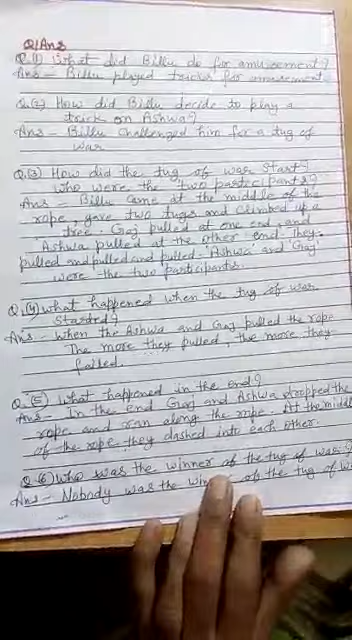 Q/Ans
Q.(1) What did Billu do for amusement?
Ans - Billu played tricks for amusement
Q.(2) How did Billu decide to play a
trick on Ashwa?
Ans - Billu challenged him for a tug of
war
Q.(3) How did the tug of war start?
Who were the two participants?
Ans - Billu came at the middle of the
rope, gave two tugs and climbed up a
tree. Gaj pulled at one end and
Ashwa pulled at the other end. They
pulled and pulled and pulled. Ashwa and Gaj
were the two participants.
Q.(4) What happened when the tug of war
started?
Ans - When the Ashwa and Gaj pulled the rope
The more they pulled, the more they
failed.
Q.(5) What happened in the end?
Ans - In the end Gaj and Ashwa dropped the
rope and ran along the rope. At the middle
of the rope they dashed into each other.
Q.(6) Who was the winner of the tug of war?
Ans - Nobody was the of the tug of